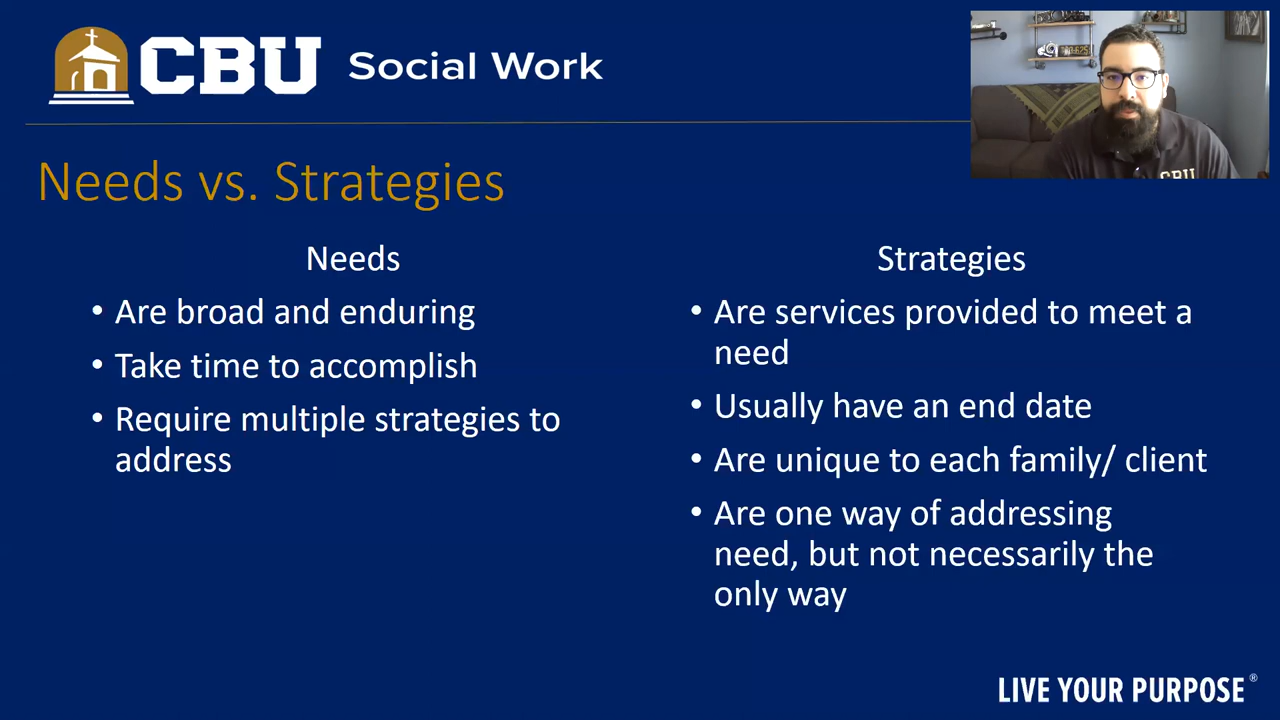 CBU Social Work
CBU
Needs vs. Strategies
Needs
• Are broad and enduring
• Take time to accomplish
• Require multiple strategies to
address
Strategies
• Are services provided to meet a
need
• Usually have an end date
• Are unique to each family/ client
• Are one way of addressing
need, but not necessarily the
only way
LIVE YOUR PURPOSE®